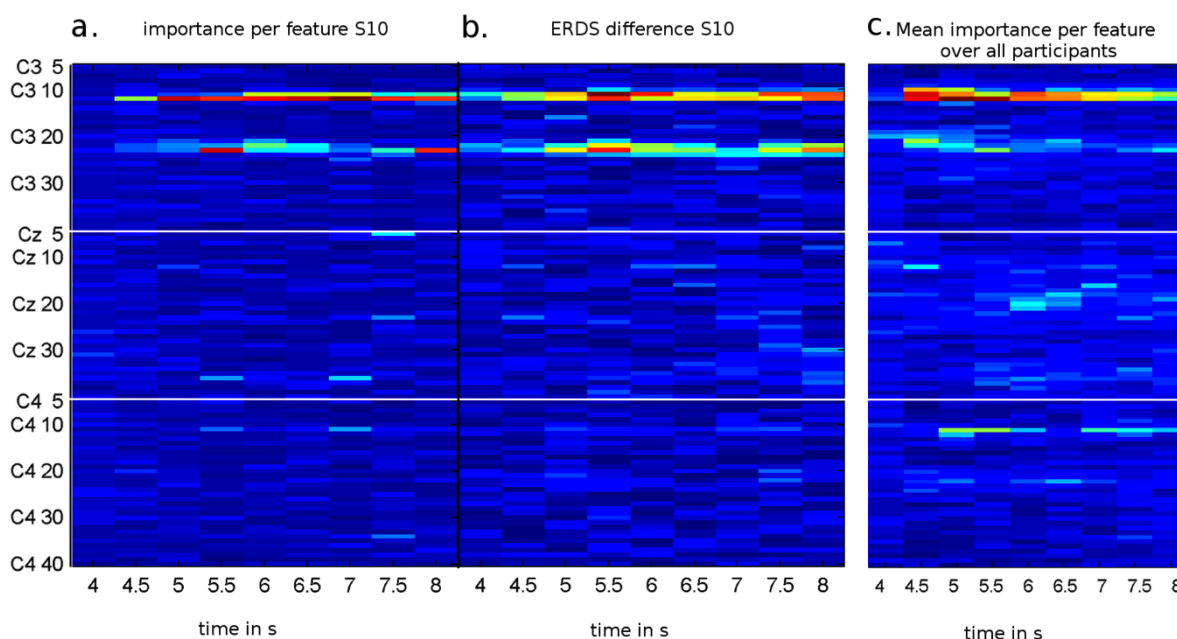 a.
importance per feature S10
b.
ERDS difference S10
c. Mean importance per feature
over all participants
C3 5
C3 10
C3 20
C3 30
Cz 5
Cz 10
Cz 20
Cz 30
C4 5
C4 10
C4 20
C4 30
C4 40
4 4.5 5 5.5 6 6.5 7 7.5 8
4 4.5 5 5.5 6 6.5 7 7.5 8
4 4.5 5 5.5 6 6.5 7 7.5 8
time in s
time in s
time in s